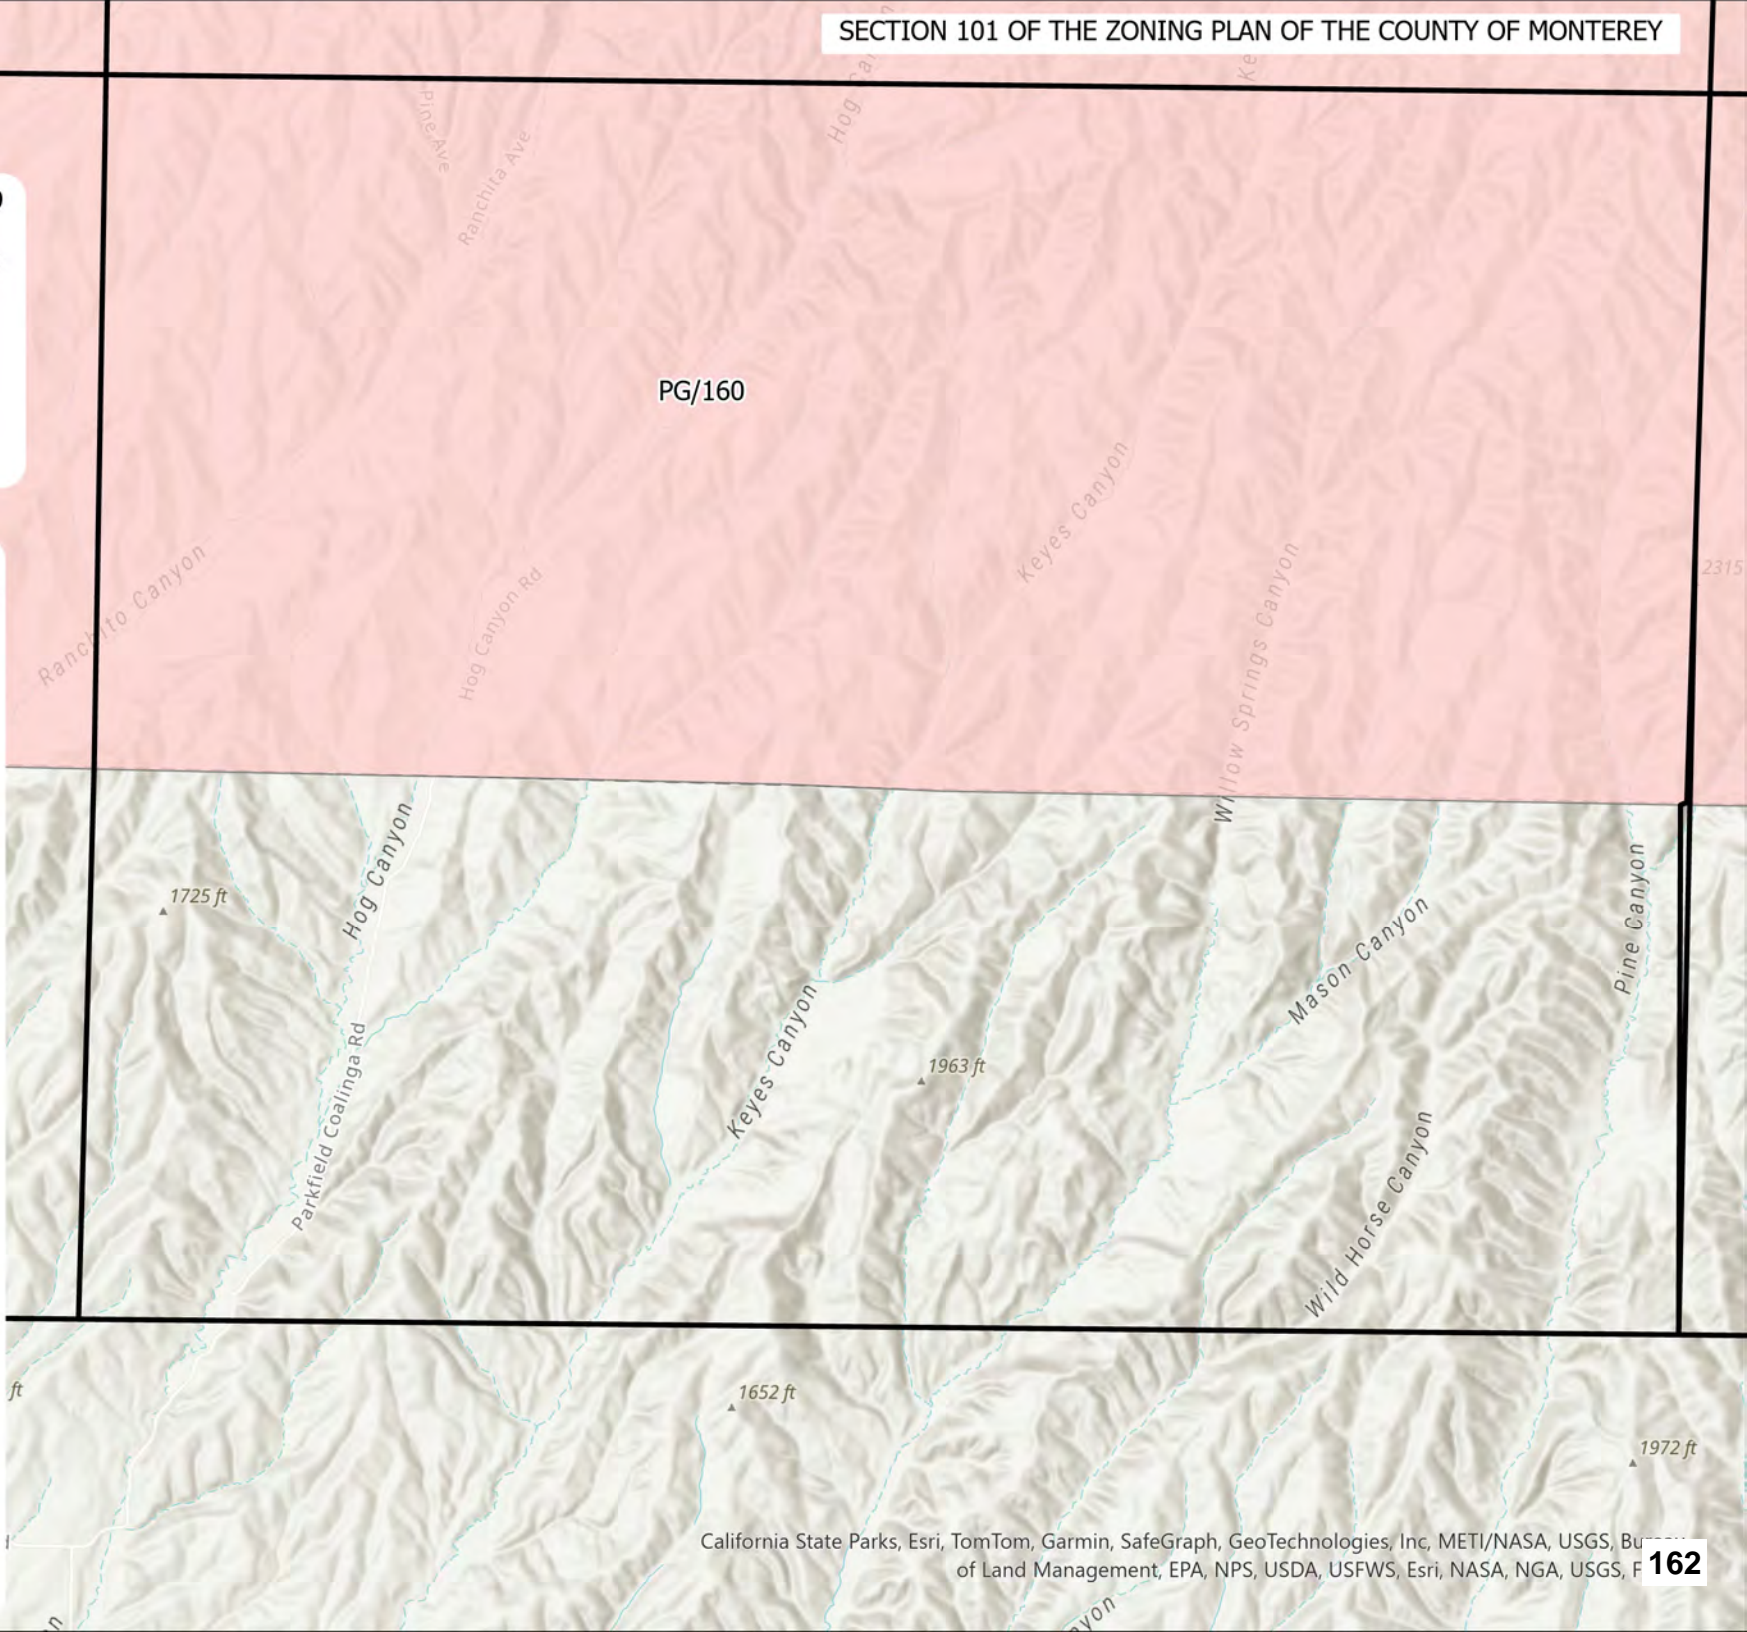 SECTION 101 OF THE ZONING PLAN OF THE COUNTY OF MONTEREY
Pine Ave
Ranchita Ave
Hog Can
Ke
PG/160
Keyes Canyon
Ranchito Canyon
Hog Canyon Rd
Willow Springs Canyon
2315
Hog Canyon
1725 ft
Pine Canyon
Mason Canyon
Keyes Canyon
1963 ft
Parkfield Coalinga Rd
Wild Horse Canyon
ft
1652 ft
1972 ft
California State Parks, Esri, TomTom, Garmin, SafeGraph, GeoTechnologies, Inc, METI/NASA, USGS, Bureau
of Land Management, EPA, NPS, USDA, USFWS, Esri, NASA, NGA, USGS, F
162
yon